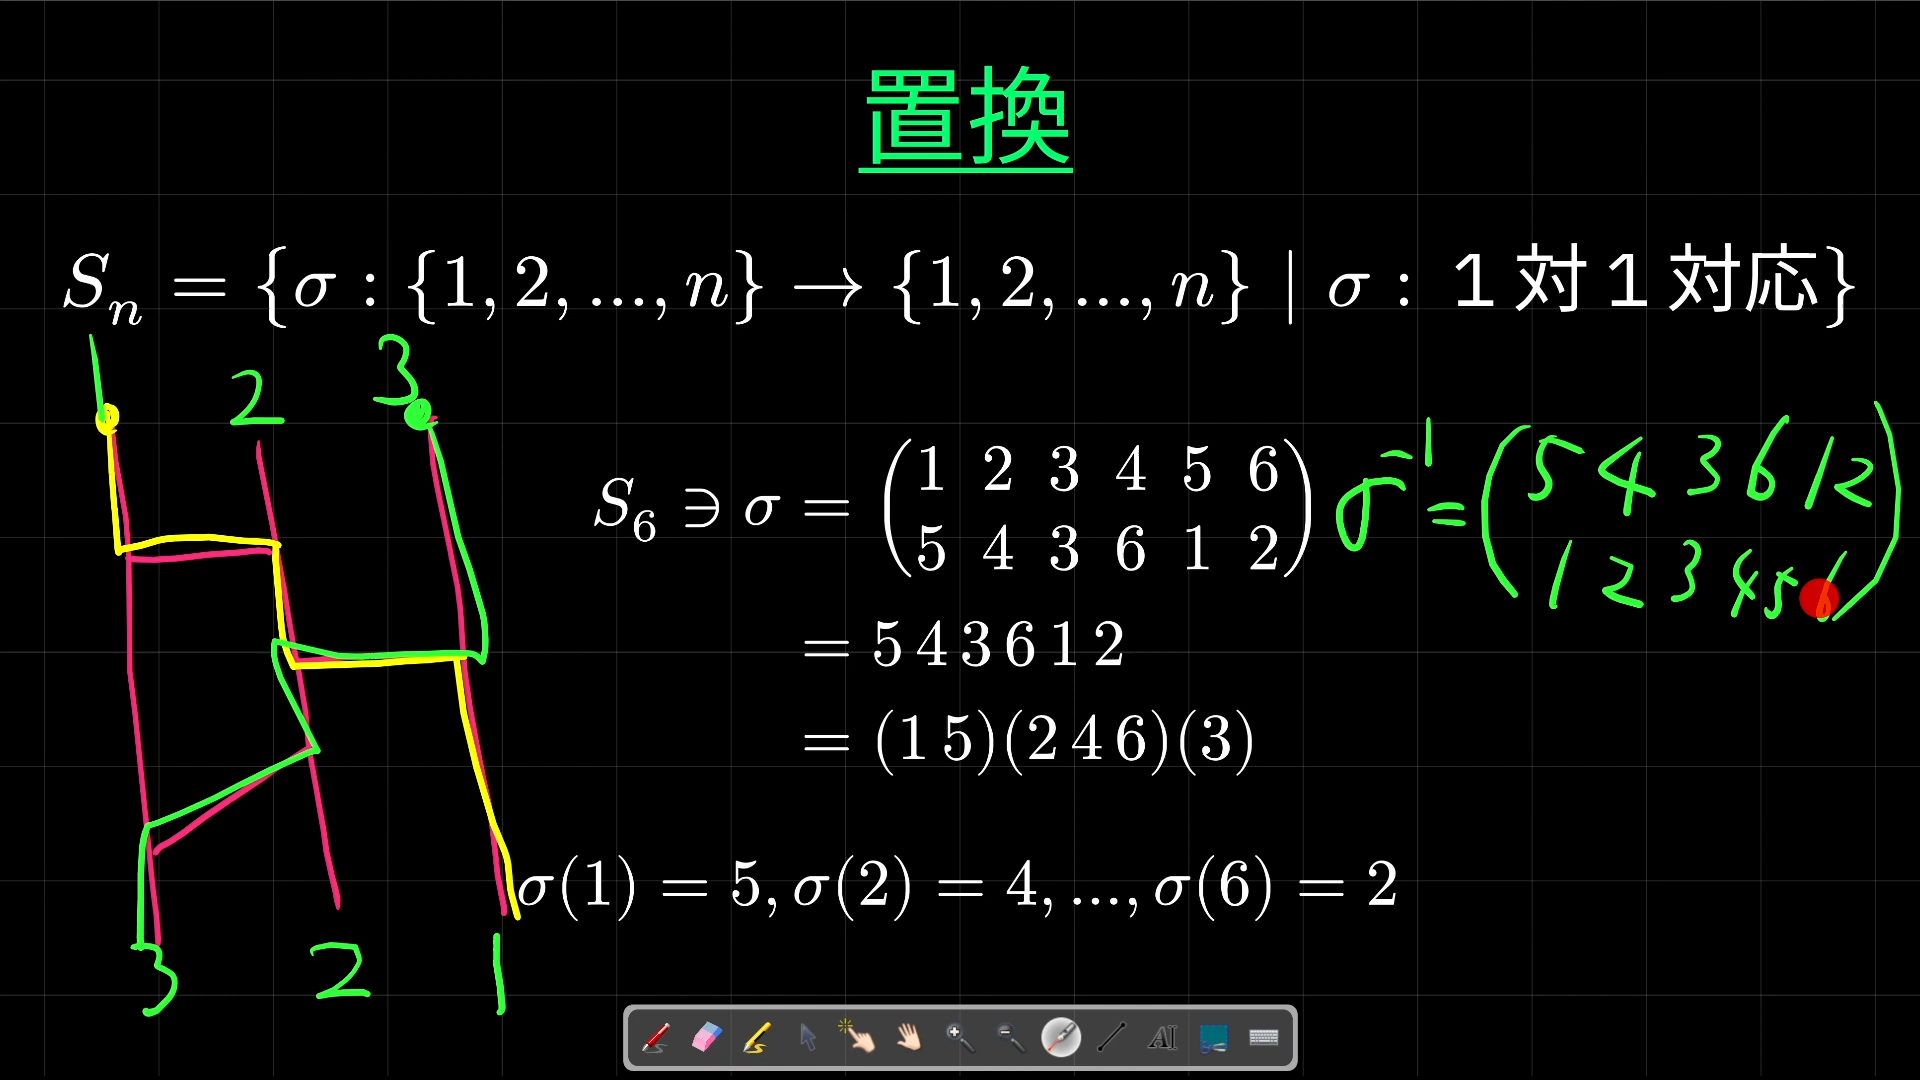 置換
S_n = {σ : {1, 2, ..., n} → {1, 2, ..., n} | σ : １対１対応}
1 2 3
S_6 ∋ σ = (1 2 3 4 5 6
5 4 3 6 1 2)
σ^{-1} = (5 4 3 6 1 2
1 2 3 4 5 6)
= 5 4 3 6 1 2
= (1 5)(2 4 6)(3)
σ(1) = 5, σ(2) = 4, ..., σ(6) = 2
3 2 1
AI